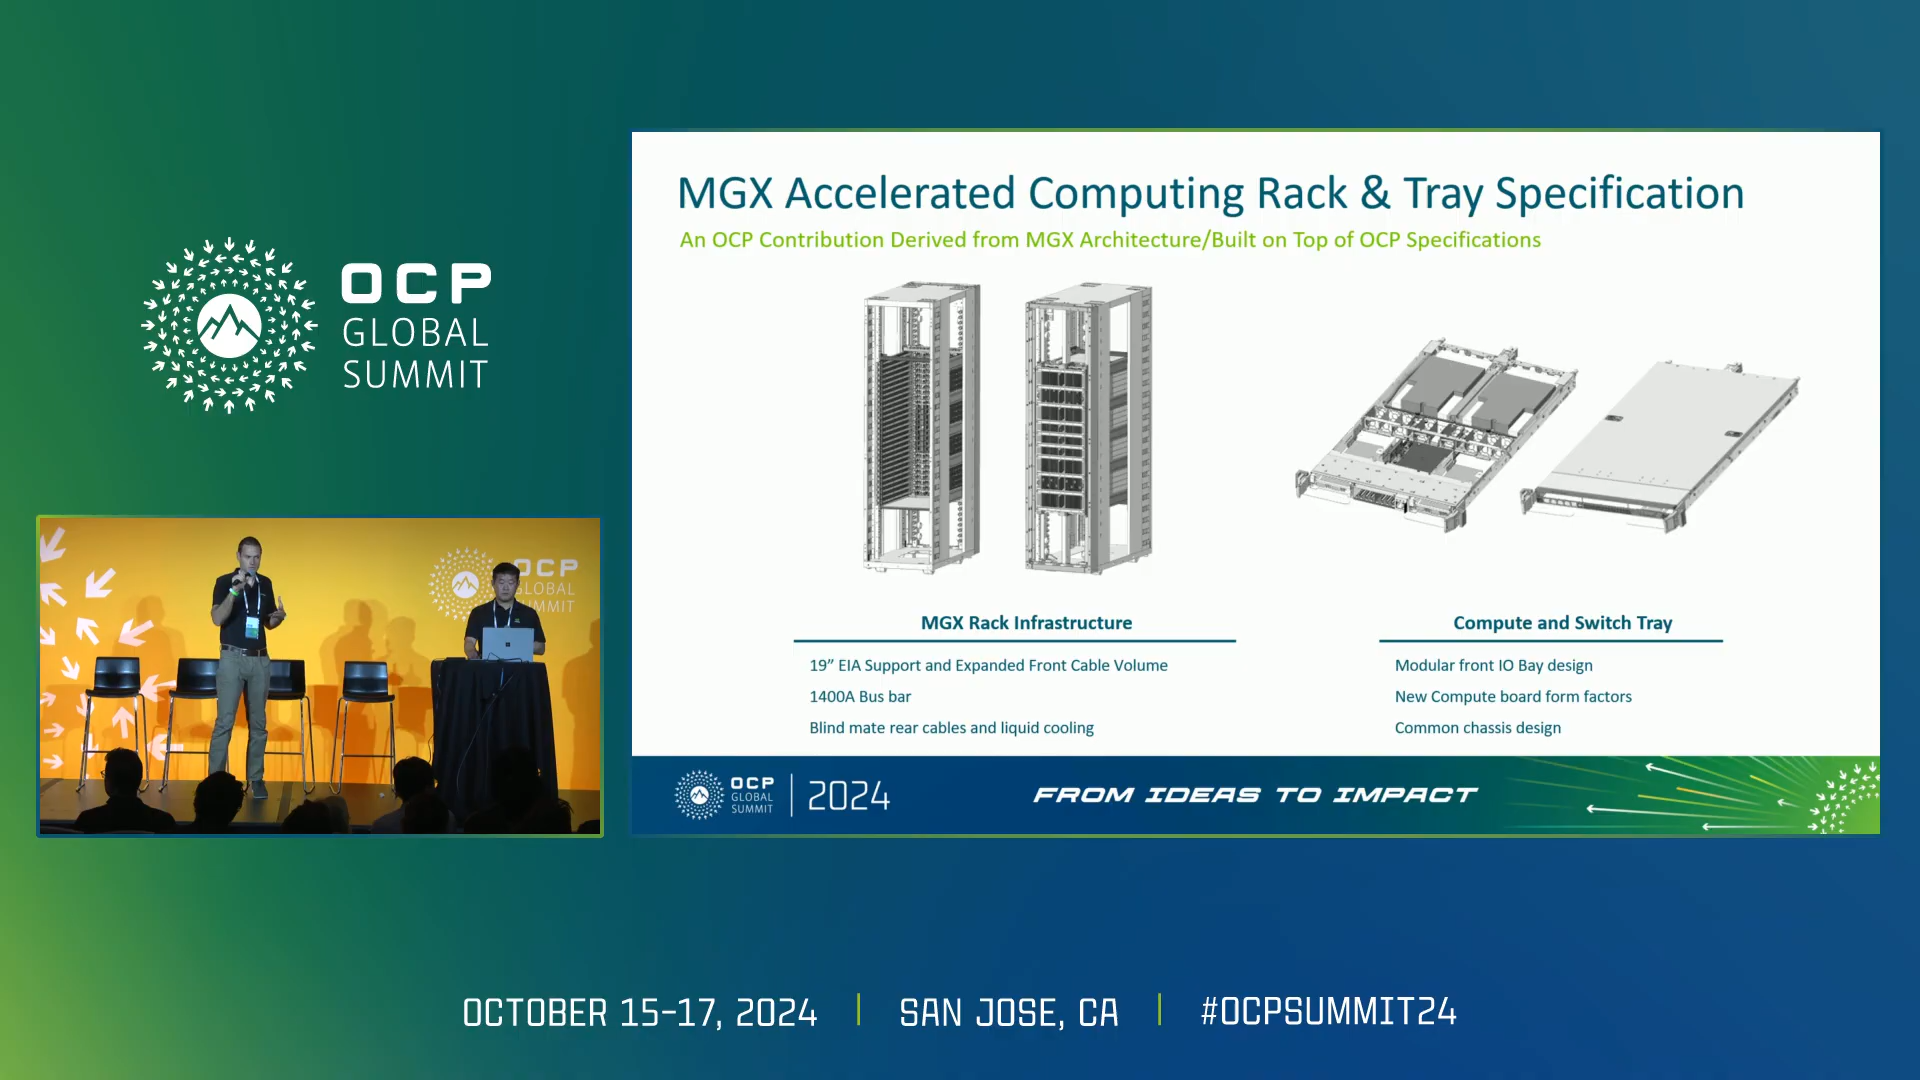 OCP
GLOBAL
SUMMIT
MGX Accelerated Computing Rack & Tray Specification
An OCP Contribution Derived from MGX Architecture/Built on Top of OCP Specifications
MGX Rack Infrastructure
19” EIA Support and Expanded Front Cable Volume
1400A Bus bar
Blind mate rear cables and liquid cooling
Compute and Switch Tray
Modular front IO Bay design
New Compute board form factors
Common chassis design
OCP
GLOBAL
SUMMIT
2024
FROM IDEAS TO IMPACT
OCP
GLOBAL
SUMMIT
OCTOBER 15-17, 2024 | SAN JOSE, CA | #OCPSUMMIT24